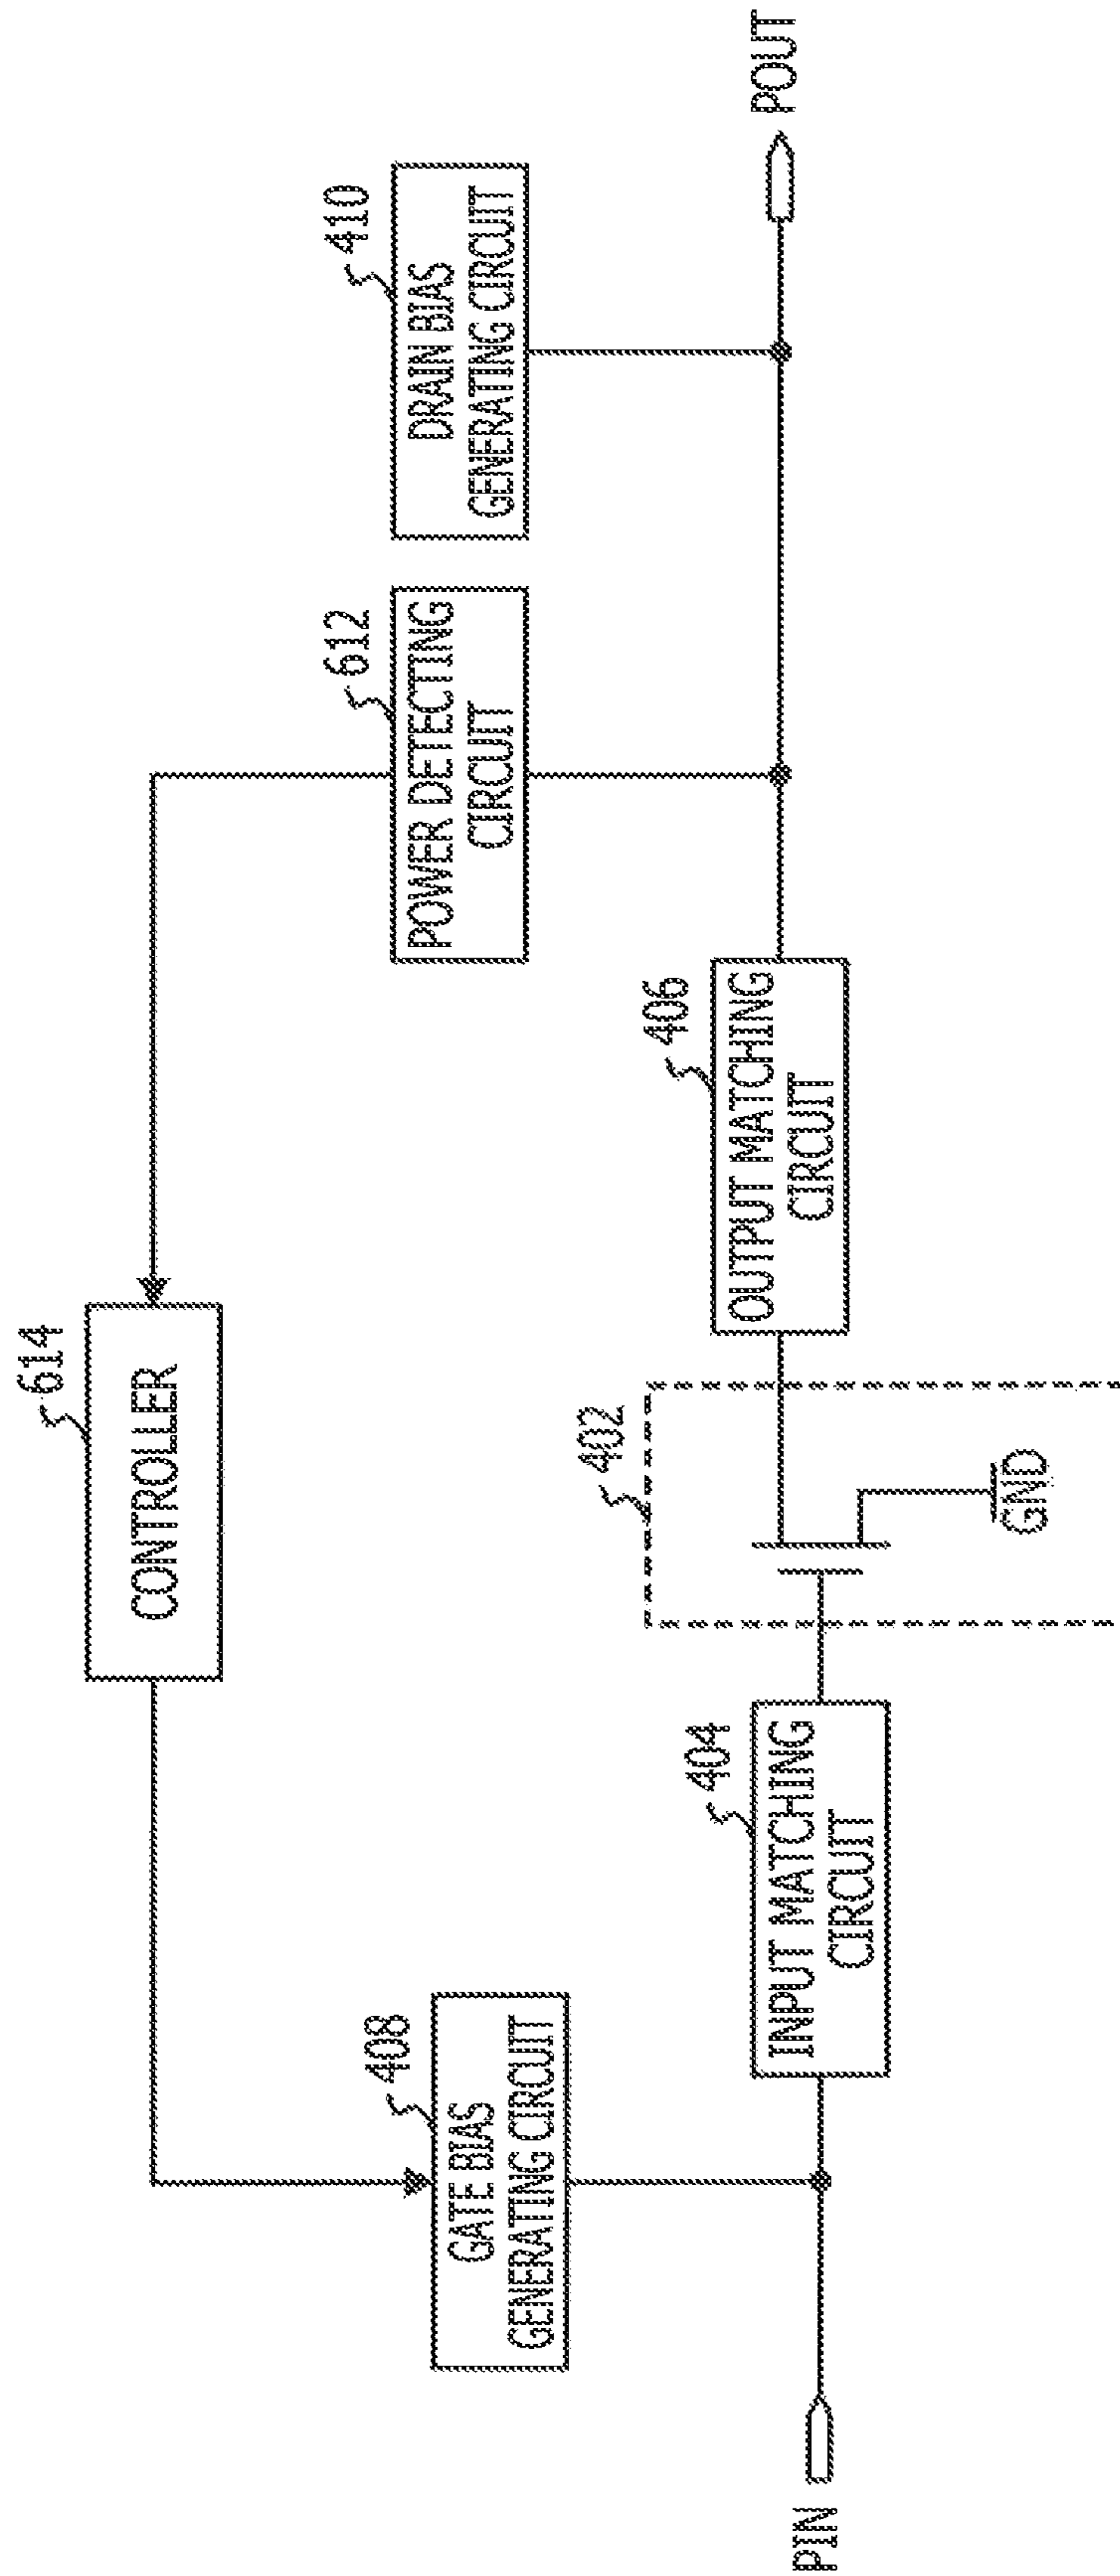 614
CONTROLLER
408
GATE BIAS
GENERATING CIRCUIT
612
POWER DETECTING
CIRCUIT
410
DRAIN BIAS
GENERATING CIRCUIT
PIN
404
INPUT MATCHING
CIRCUIT
402
GND
406
OUTPUT MATCHING
CIRCUIT
POUT